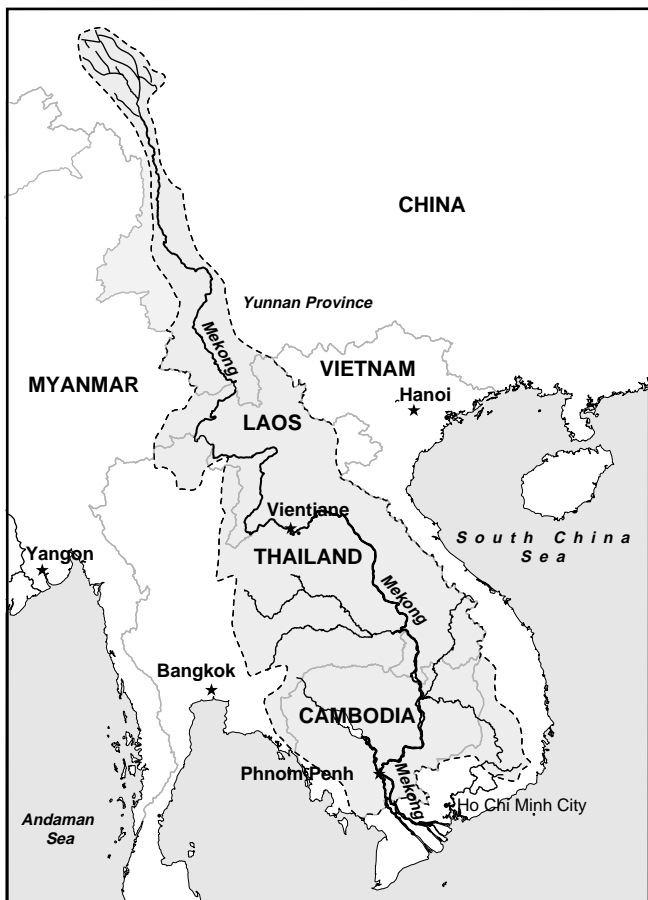 CHINA
Yunnan Province
Mekong
VIETNAM
MYANMAR
Hanoi
LAOS
Vientiane
South China
Sea
Yangon
THAILAND
Mekong
Bangkok
CAMBODIA
Phnom Penh
Mekong
Ho Chi Minh City
Andaman
Sea